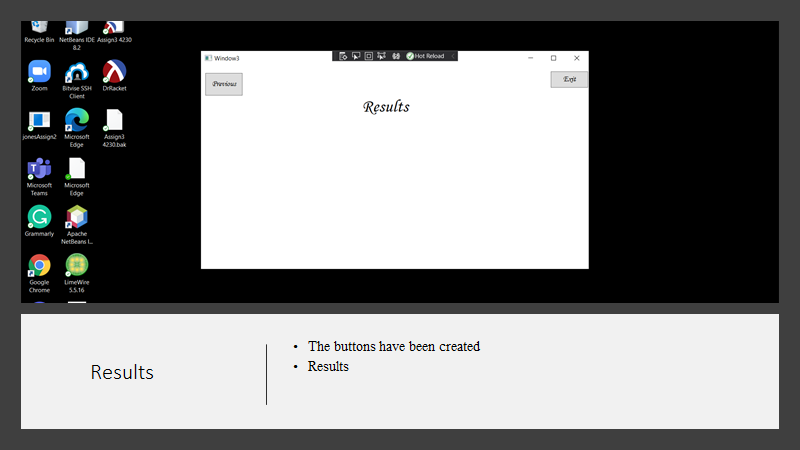 Recycle Bin
NetBeans IDE
8.2
Assign3 4230
Zoom
Bitvise SSH
Client
DrRacket
jonesAssign2
Microsoft
Edge
Assign3
4230.bak
Microsoft
Teams
Microsoft
Edge
Grammarly
Apache
NetBeans I...
Google
Chrome
LimeWire
5.5.16
Window3
Hot Reload
Previous
Exit
Results
Results
• The buttons have been created
• Results